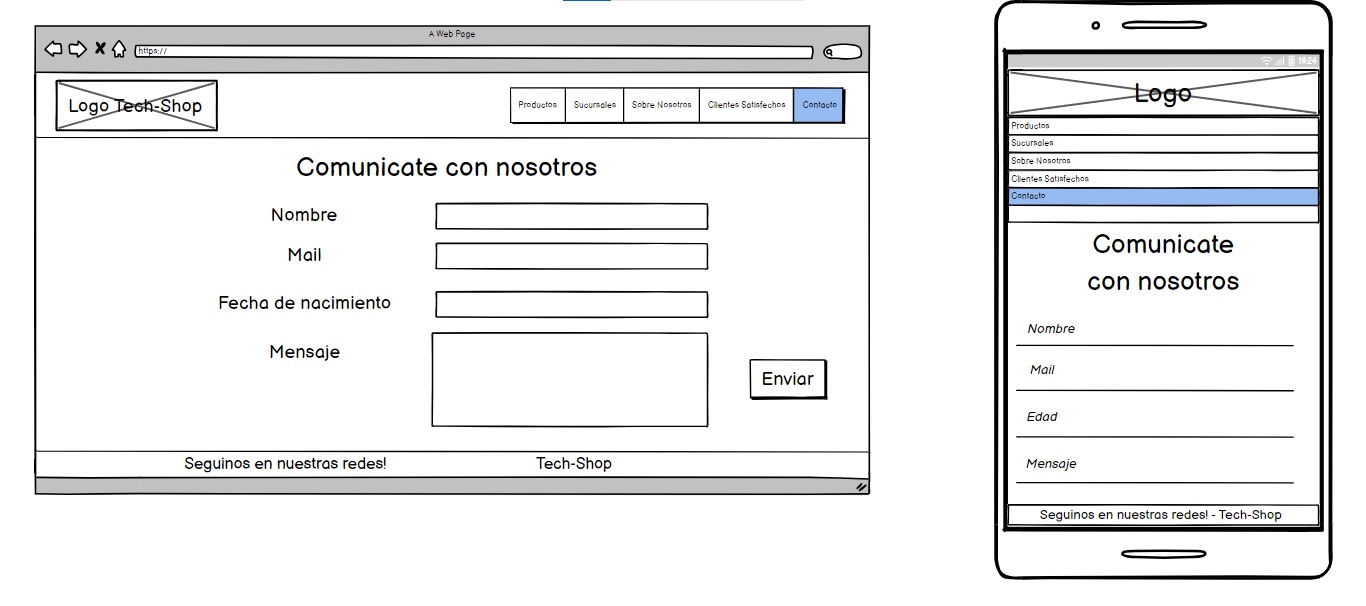 A Web Page
https://
Logo Tech-Shop
Productos Sucursales Sobre Nosotros Clientes Satisfechos Contacto
Comunicate con nosotros
Nombre
Mail
Fecha de nacimiento
Mensaje
Enviar
Seguinos en nuestras redes! Tech-Shop
18:24
Logo
Productos
Sucursales
Sobre Nosotros
Clientes Satisfechos
Contacto
Comunicate
con nosotros
Nombre
Mail
Edad
Mensaje
Seguinos en nuestras redes! - Tech-Shop